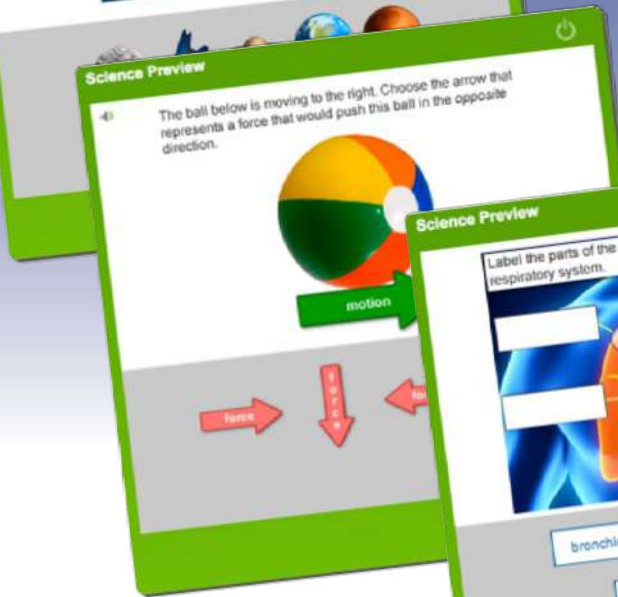 Science Preview
The ball below is moving to the right. Choose the arrow that
represents a force that would push this ball in the opposite
direction.
motion
force
force
Science Preview
Label the parts of the
respiratory system.